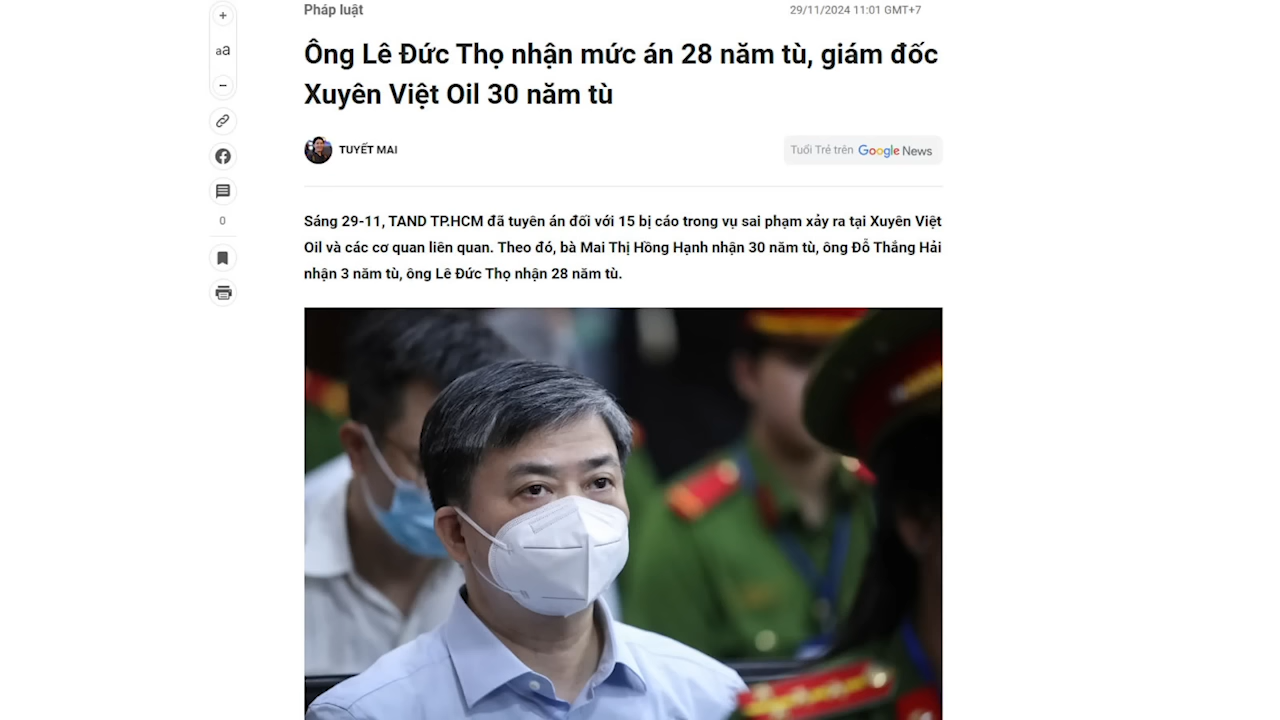 Pháp luật
29/11/2024 11:01 GMT+7
Ông Lê Đức Thọ nhận mức án 28 năm tù, giám đốc
Xuyên Việt Oil 30 năm tù
aA
TUYẾT MAI
Tuổi Trẻ trên Google News
0
Sáng 29-11, TAND TP.HCM đã tuyên án đối với 15 bị cáo trong vụ sai phạm xảy ra tại Xuyên Việt
Oil và các cơ quan liên quan. Theo đó, bà Mai Thị Hồng Hạnh nhận 30 năm tù, ông Đỗ Thắng Hải
nhận 3 năm tù, ông Lê Đức Thọ nhận 28 năm tù.